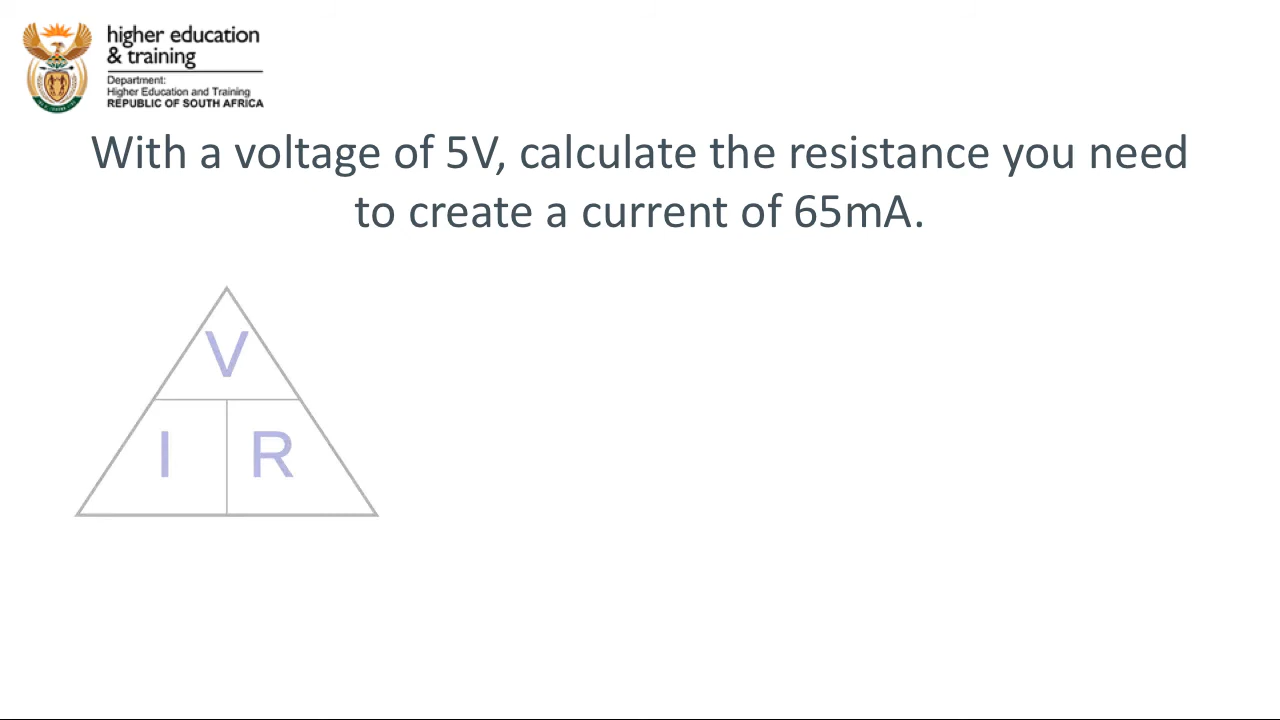 higher education
& training
Department:
Higher Education and Training
REPUBLIC OF SOUTH AFRICA
With a voltage of 5V, calculate the resistance you need
to create a current of 65mA.
V
I R